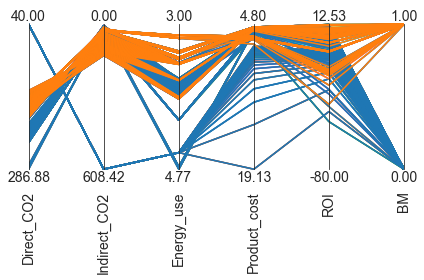 40.00 0.00 3.00 4.80 12.53 1.00
286.88 608.42 4.77 19.13 -80.00 0.00
Direct_CO2
Indirect_CO2
Energy_use
Product_cost
ROI
BM